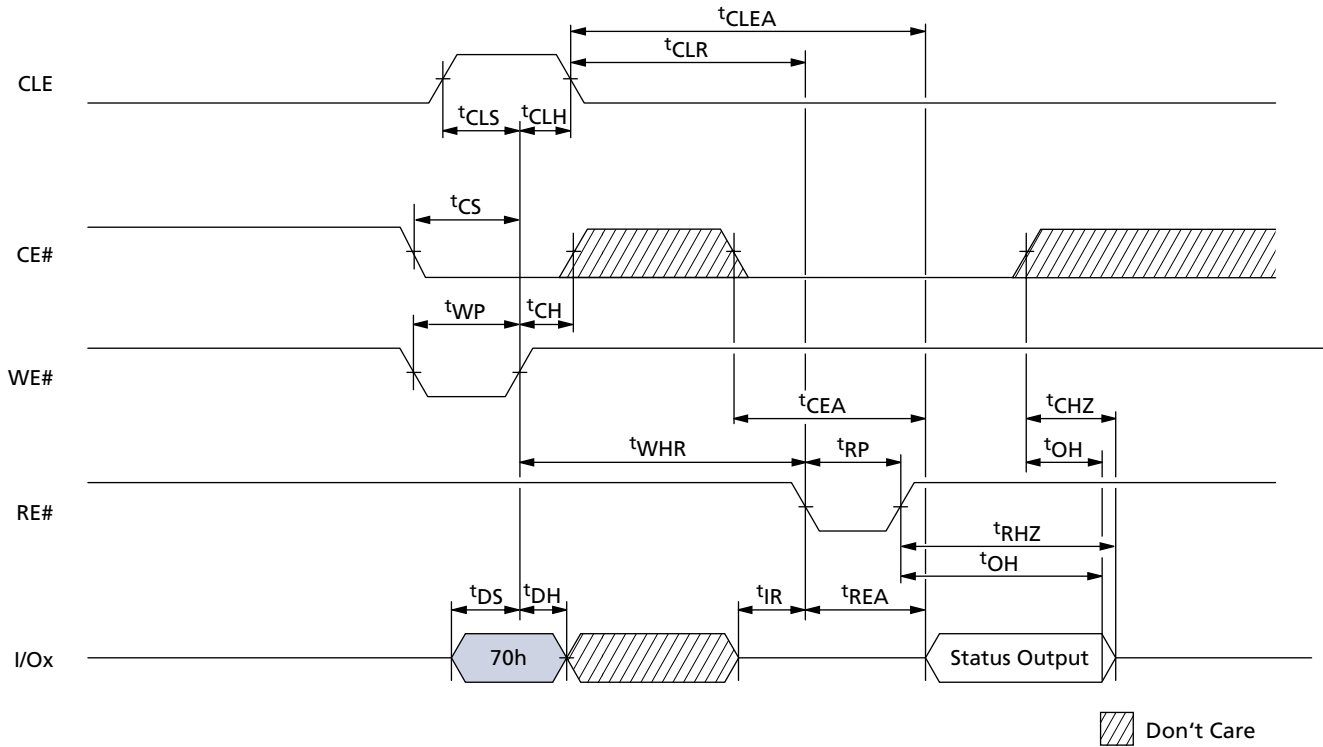 tCLEA
tCLR
CLE
tCLS tCLH
tCS
CE#
tWP tCH
WE#
tCEA tCHZ
tWHR tRP tOH
RE#
tRHZ
tOH
tDS tDH tIR tREA
I/Ox 70h Status Output
Don't Care